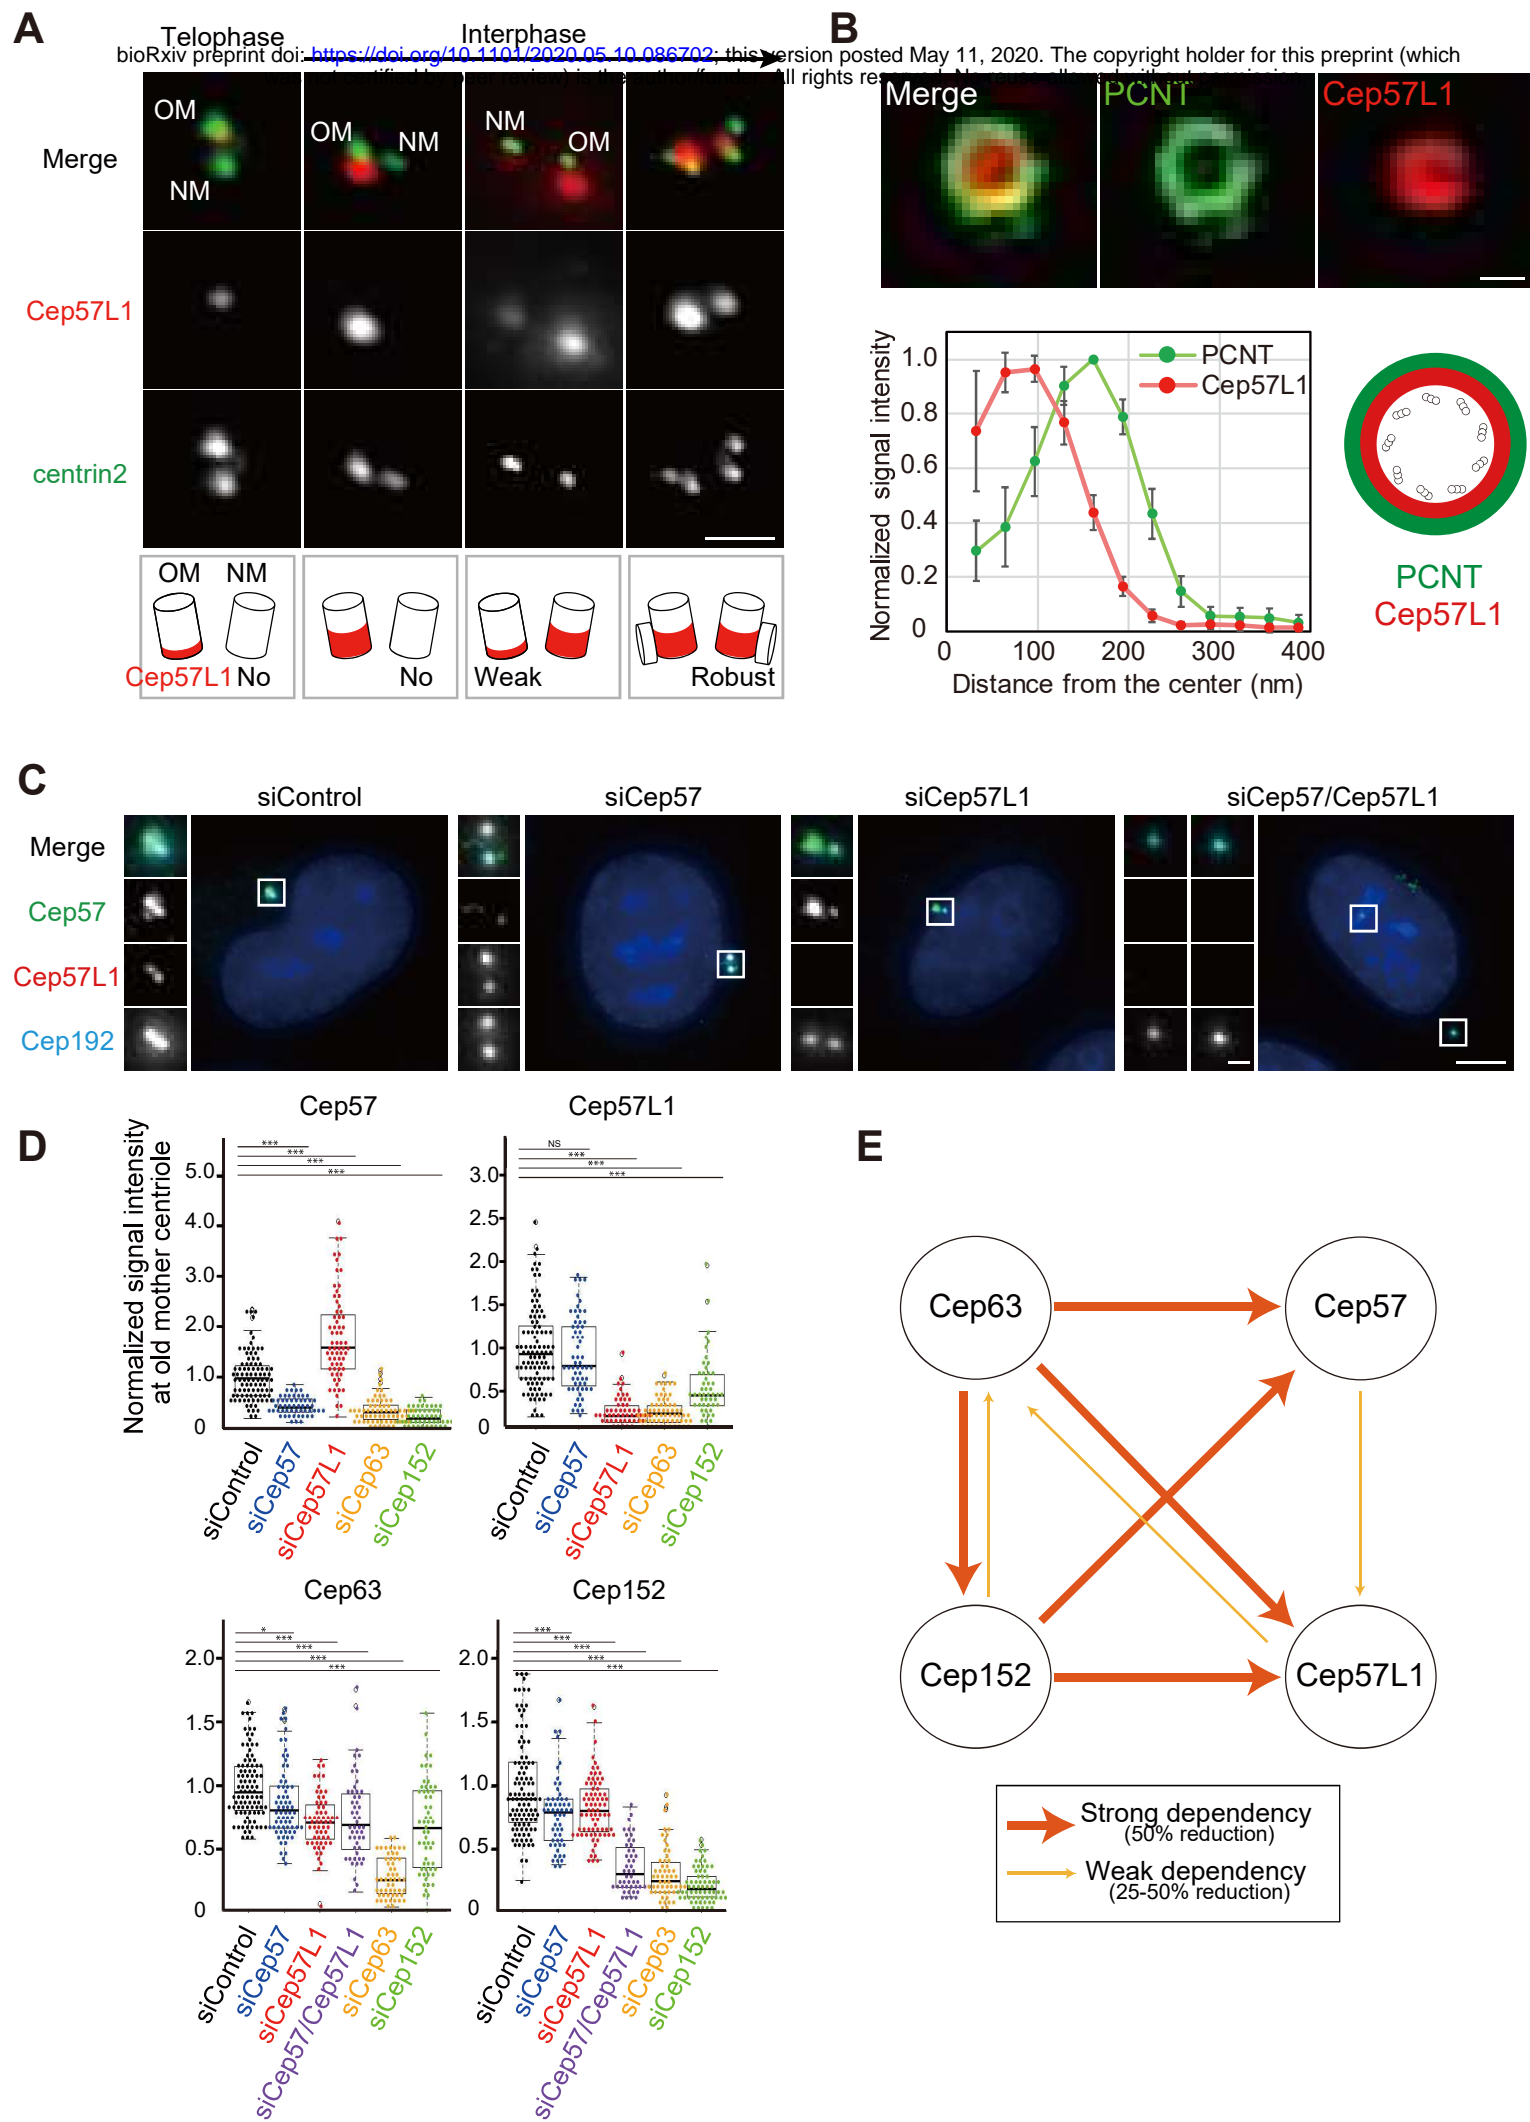 A
B
Telophase
Interphase
bioRxiv preprint doi: https://doi.org/10.1101/2020.05.10.086702; this version posted May 11, 2020. The copyright holder for this preprint (which
All rights reserved. No reuse allowed without permission.
Merge
OM
NM
OM
NM
NM
OM
Cep57L1
centrin2
OM NM
Cep57L1 No
No
Weak
Robust
Merge
PCNT
Cep57L1
Normalized signal intensity
1.0
0.8
0.6
0.4
0.2
0
PCNT
Cep57L1
0 100 200 300 400
Distance from the center (nm)
PCNT
Cep57L1
C
siControl
siCep57
siCep57L1
siCep57/Cep57L1
Merge
Cep57
Cep57L1
Cep192
D
Normalized signal intensity
at old mother centriole
Cep57
***
***
***
***
5.0
4.0
3.0
2.0
1.0
0
siControl
siCep57
siCep57L1
siCep63
siCep152
Cep57L1
NS
***
***
***
3.0
2.5
2.0
1.5
1.0
0.5
0
siControl
siCep57
siCep57L1
siCep63
siCep152
Cep63
*
***
***
***
***
2.0
1.5
1.0
0.5
0
siControl
siCep57
siCep57L1
siCep57/Cep57L1
siCep63
siCep152
Cep152
***
***
***
***
***
2.0
1.5
1.0
0.5
0
siControl
siCep57
siCep57L1
siCep57/Cep57L1
siCep63
siCep152
E
Cep63
Cep57
Cep152
Cep57L1
Strong dependency
(50% reduction)
Weak dependency
(25-50% reduction)